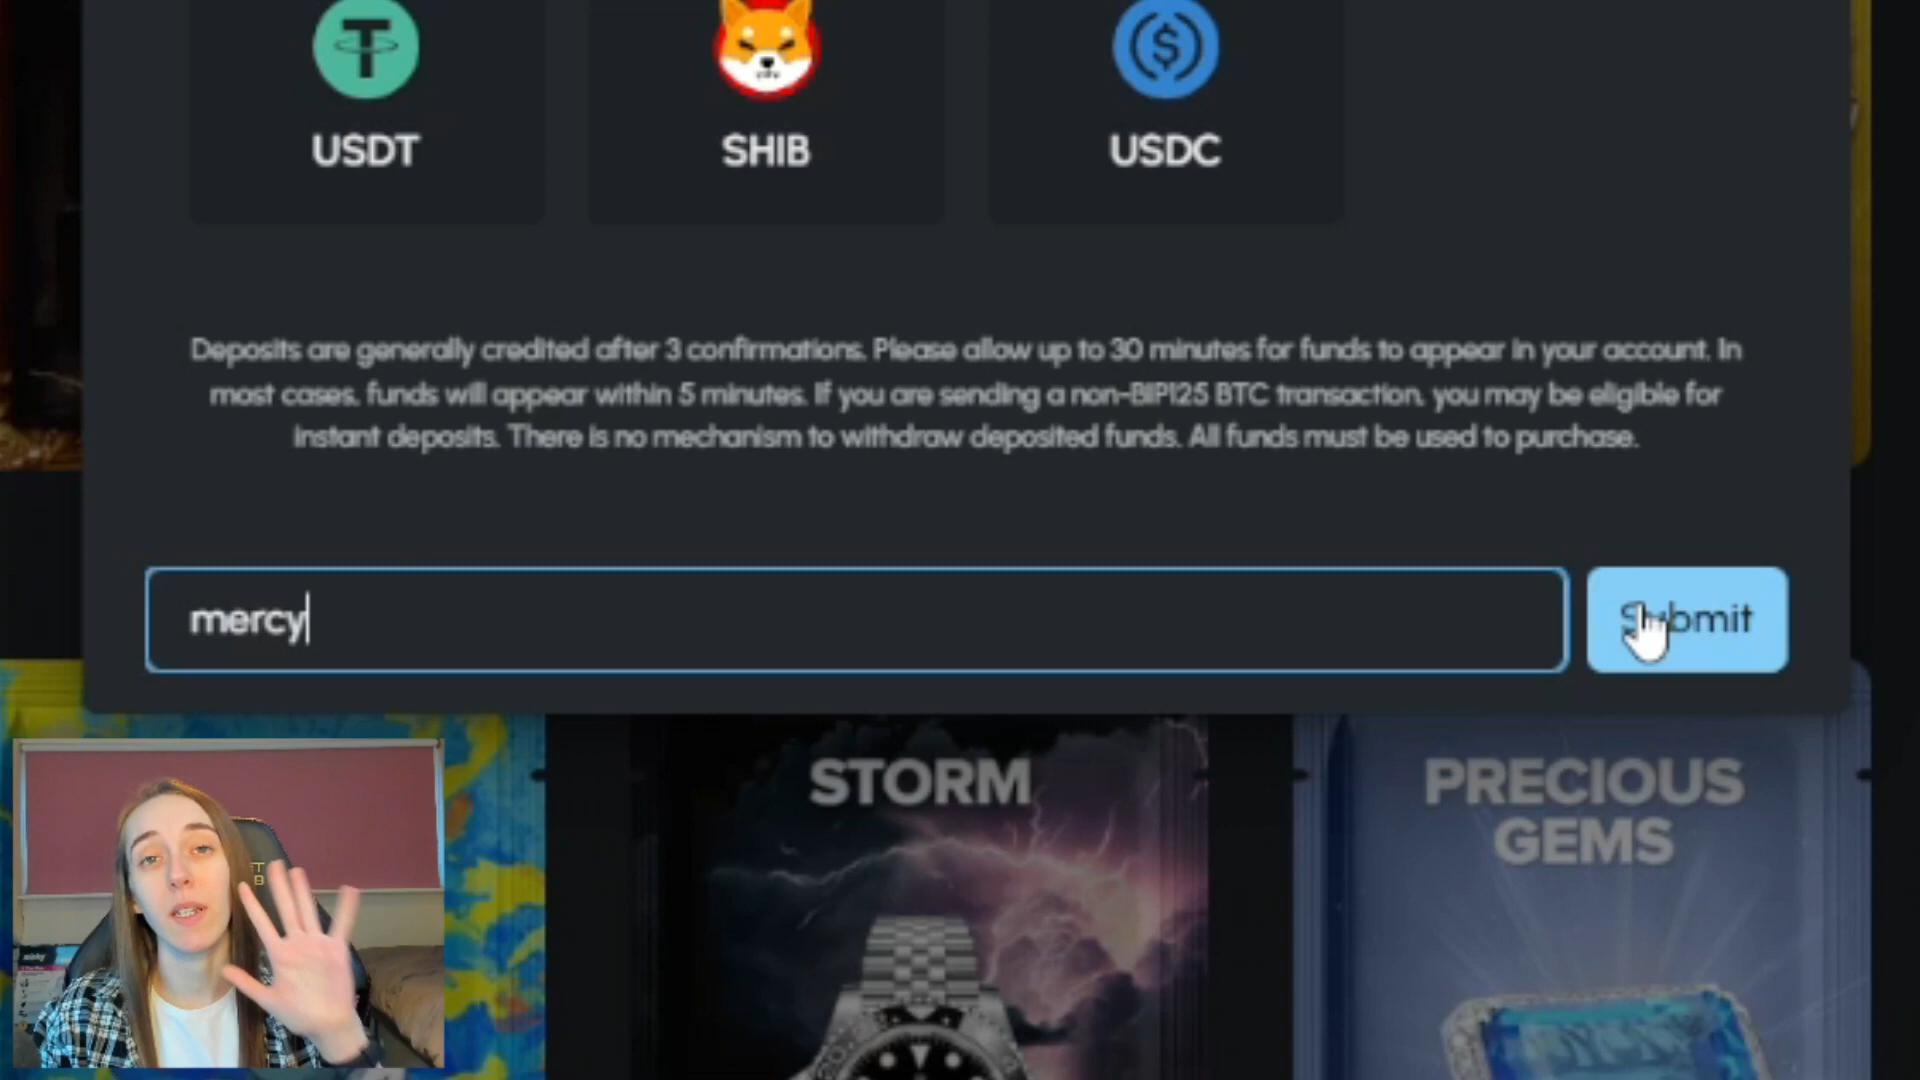 USDT
SHIB
USDC
Deposits are generally credited after 3 confirmations. Please allow up to 30 minutes for funds to appear in your account. In
most cases, funds will appear within 5 minutes. If you are sending a non-BIP125 BTC transaction, you may be eligible for
instant deposits. There is no mechanism to withdraw deposited funds. All funds must be used to purchase.
mercy
Submit
STORM
PRECIOUS
GEMS